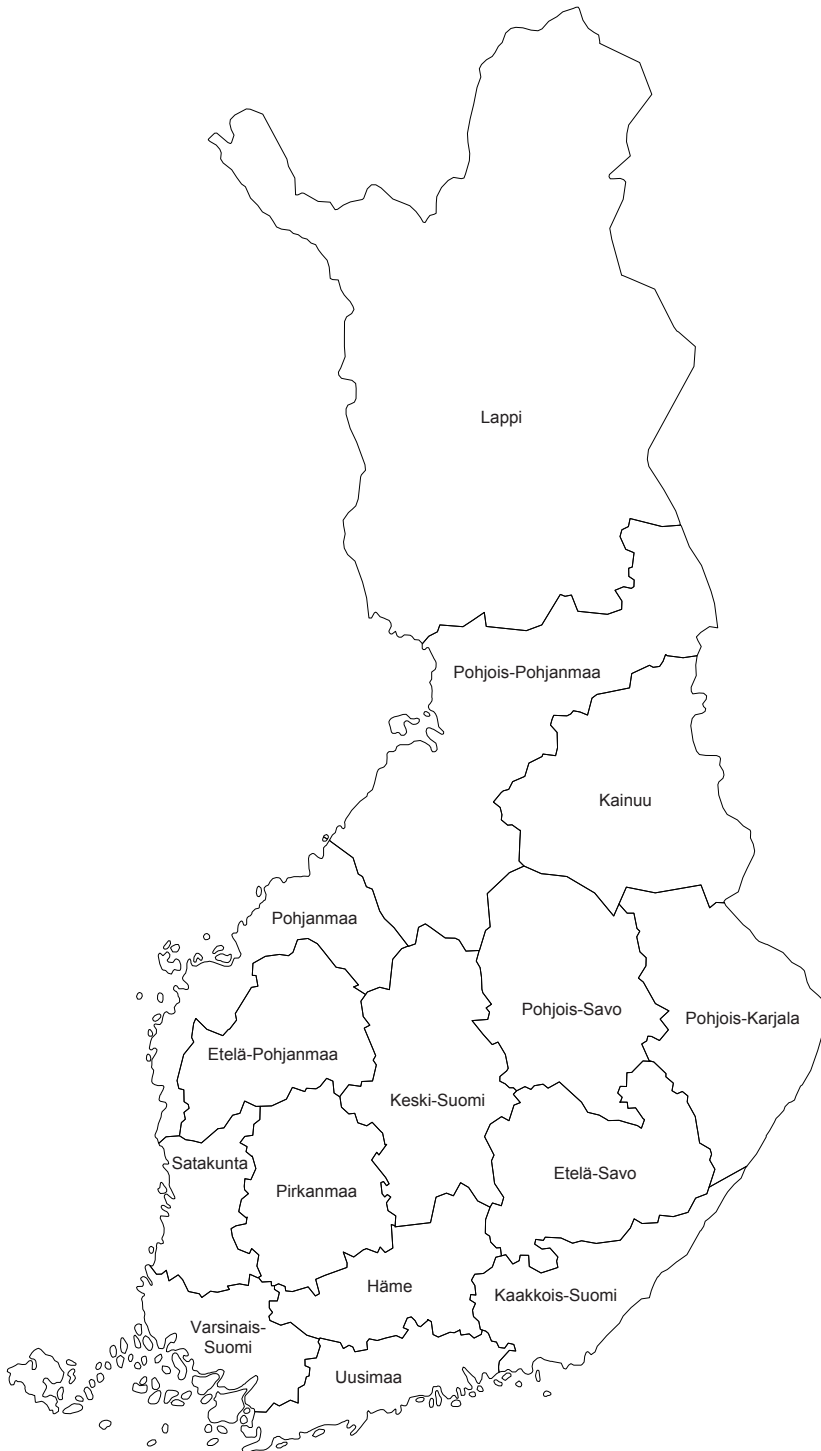 Lappi
Pohjois-Pohjanmaa
Kainuu
Pohjanmaa
Pohjois-Savo
Pohjois-Karjala
Etelä-Pohjanmaa
Keski-Suomi
Satakunta
Etelä-Savo
Pirkanmaa
Häme
Kaakkois-Suomi
Varsinais-
Suomi
Uusimaa